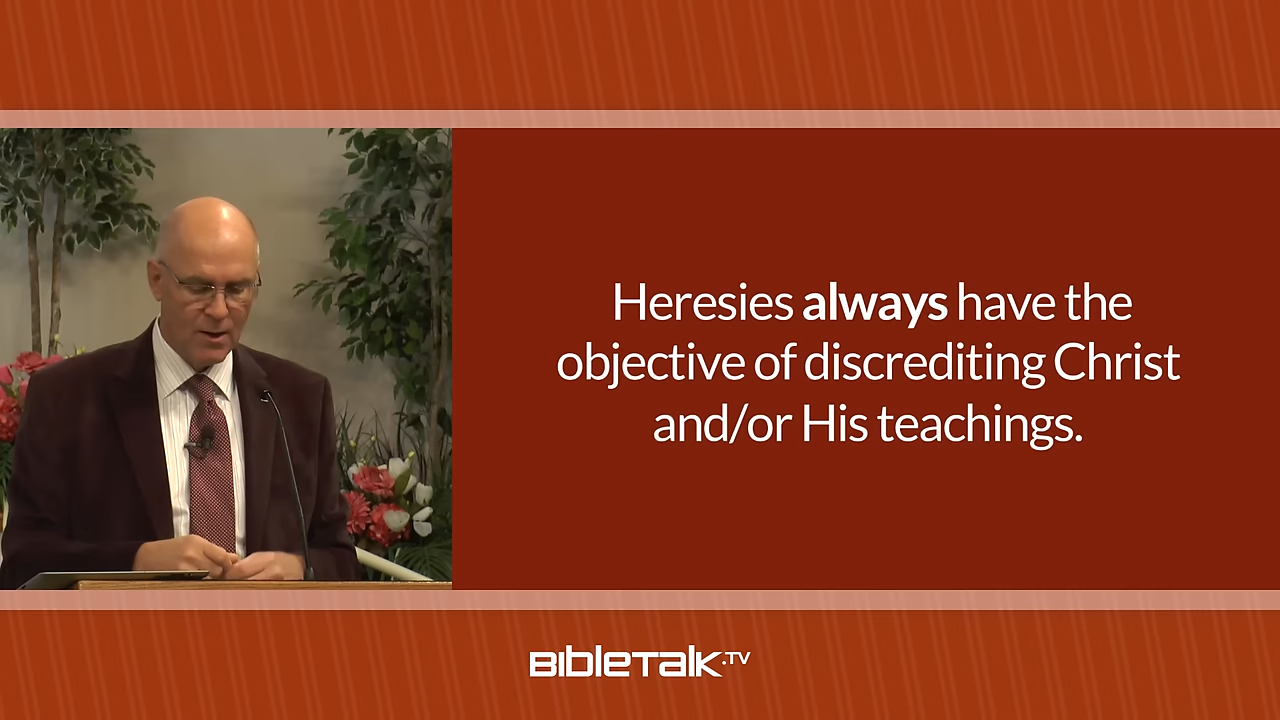 Heresies always have the
objective of discrediting Christ
and/or His teachings.
BIBLETALK.TV